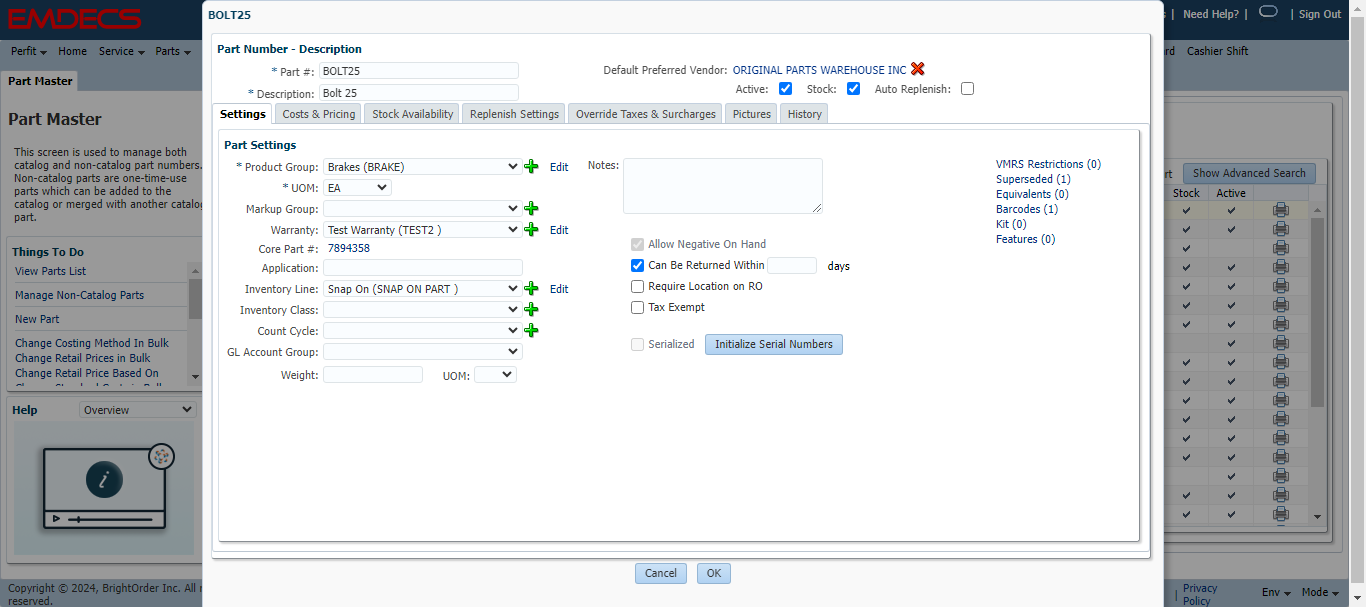 EMDECS
| Need Help? | | Sign Out
Perfit Home Service Parts
Cashier Shift
Part Master
Part Master
This screen is used to manage both
catalog and non-catalog part numbers.
Non-catalog parts are one-time-use
parts which can be added to the
catalog or merged with another catalog
part.
Things To Do
View Parts List
Manage Non-Catalog Parts
New Part
Change Costing Method In Bulk
Change Retail Prices in Bulk
Change Retail Price Based On
Help Overview
i
Copyright © 2024, BrightOrder Inc. All
reserved.
BOLT25
Part Number - Description
* Part #: BOLT25
* Description: Bolt 25
Default Preferred Vendor: ORIGINAL PARTS WAREHOUSE INC
Active: Stock: Auto Replenish:
Settings Costs & Pricing Stock Availability Replenish Settings Override Taxes & Surcharges Pictures History
Part Settings
* Product Group: Brakes (BRAKE) Edit
* UOM: EA
Markup Group:
Warranty: Test Warranty (TEST2 ) Edit
Core Part #: 7894358
Application:
Inventory Line: Snap On (SNAP ON PART ) Edit
Inventory Class:
Count Cycle:
GL Account Group:
Weight: UOM:
Notes:
Allow Negative On Hand
Can Be Returned Within days
Require Location on RO
Tax Exempt
Serialized Initialize Serial Numbers
VMRS Restrictions (0)
Superseded (1)
Equivalents (0)
Barcodes (1)
Kit (0)
Features (0)
Cancel OK
Show Advanced Search
Stock Active
| Privacy
Policy
Env Mode